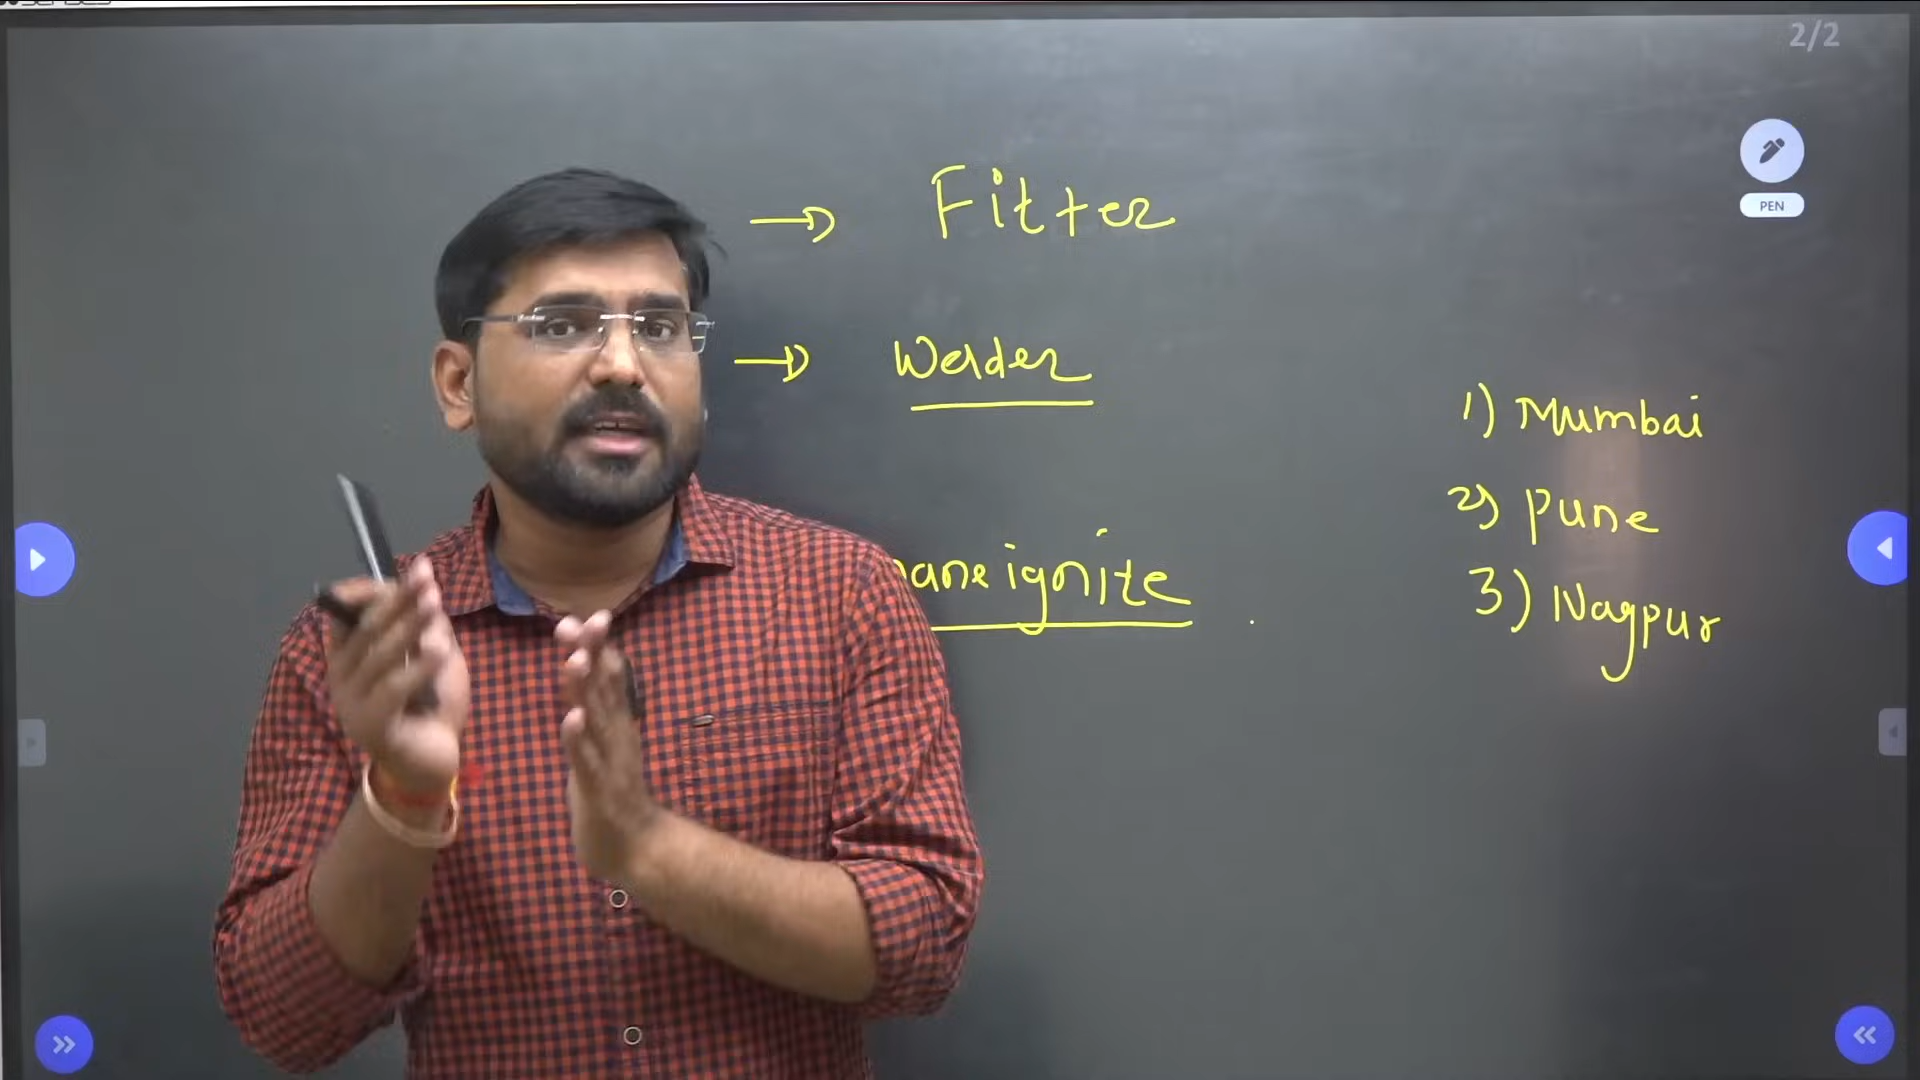 2/2
PEN
→ Fitter
→ Welder
ignite
1) Mumbai
2) Pune
3) Nagpur